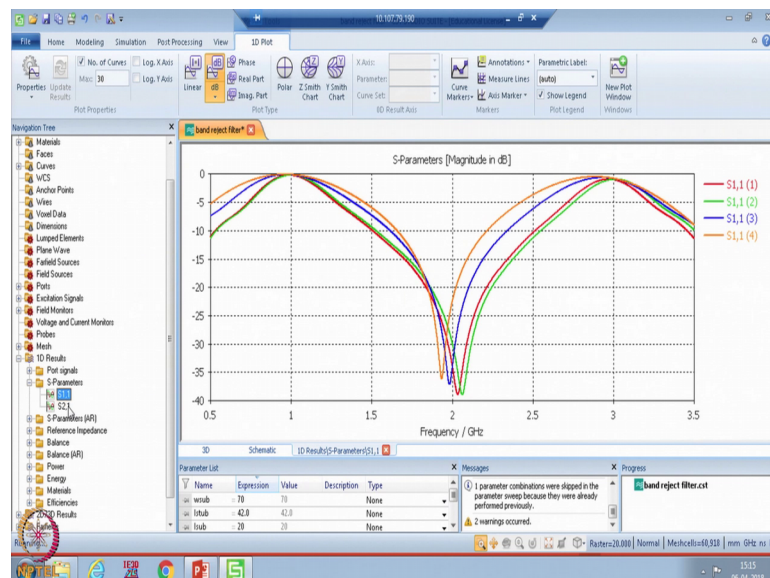 10.107.79.190
File Home Modeling Simulation Post Processing View 1D Plot
Properties Update Results
No. of Curves
Max: 30
Log. X Axis
Log. Y Axis
Plot Properties
Linear dB
Phase
Real Part
Imag. Part
Polar Z Smith Chart Y Smith Chart
Plot Type
X Axis:
Parameter:
Curve Set:
0D Result Axis
Curve Markers
Annotations
Measure Lines
Axis Marker
Markers
Parametric Label:
(auto)
Show Legend
Plot Legend
New Plot Window
Windows
Navigation Tree X
Materials
Faces
Curves
WCS
Anchor Points
Wires
Voxel Data
Dimensions
Lumped Elements
Plane Wave
Farfield Sources
Field Sources
Ports
Excitation Signals
Field Monitors
Voltage and Current Monitors
Probes
Mesh
1D Results
Port signals
S-Parameters
S1,1
S2,1
S-Parameters (AR)
Reference Impedance
Balance
Balance (AR)
Power
Energy
Materials
Efficiencies
2D/3D Results
band reject filter*
S-Parameters [Magnitude in dB]
0
-5
-10
-15
-20
-25
-30
-35
-40
0.5 1 1.5 2 2.5 3 3.5
Frequency / GHz
S1,1 (1)
S1,1 (2)
S1,1 (3)
S1,1 (4)
3D Schematic 1D Results\S-Parameters\S1,1
Parameter List X
Name Expression Value Description Type
wsub = 70 70 None
lstub = 42.0 42.0 None
lsub = 20 20 None
Messages X
1 parameter combinations were skipped in the parameter sweep because they were already performed previously.
2 warnings occurred.
Progress X
band reject filter.cst
Raster=20.000 Normal Meshcells=60,918 mm GHz ns
NPTEL
15:15